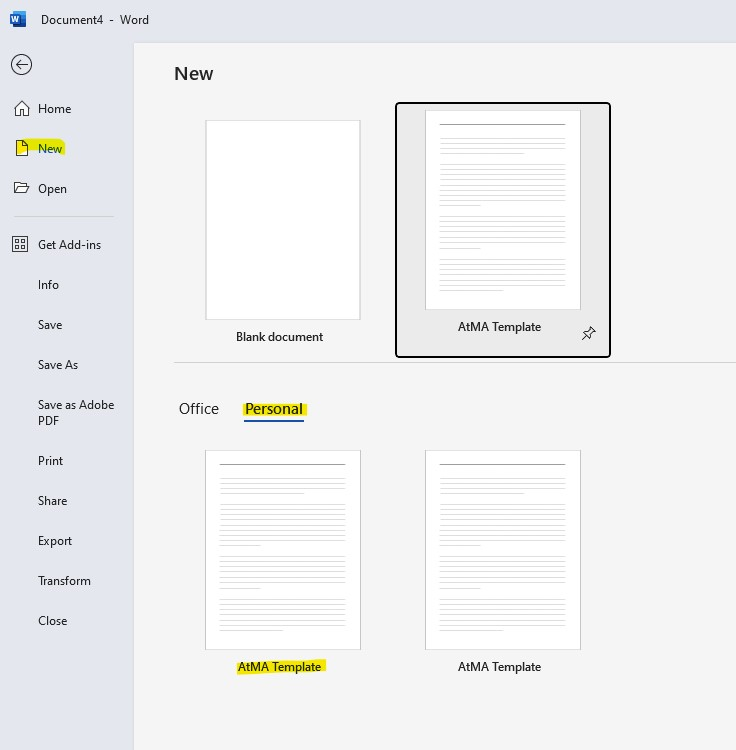 Document4 - Word
New
Home
New
Open
Get Add-ins
Info
Save
Save As
Save as Adobe
PDF
Print
Share
Export
Transform
Close
Blank document
AtMA Template
Office
Personal
AtMA Template
AtMA Template